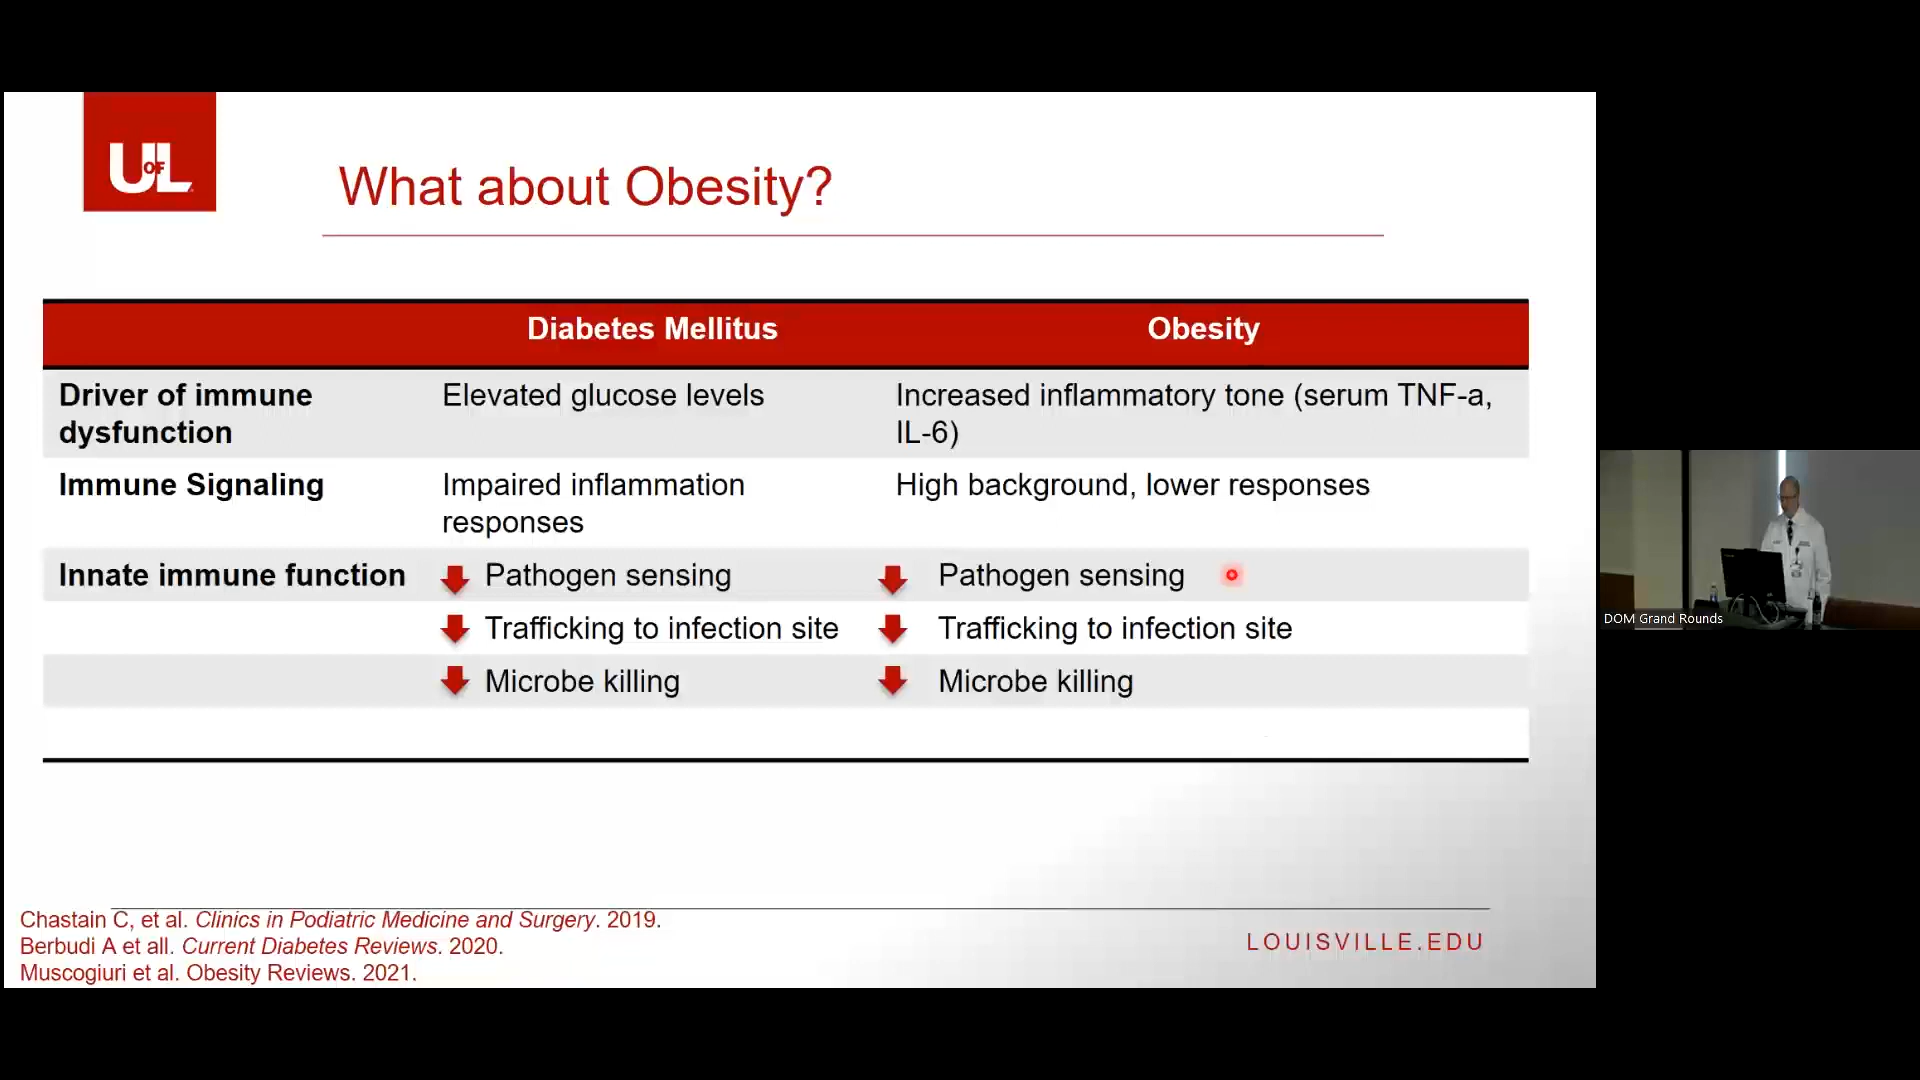 UofL
What about Obesity?
Diabetes Mellitus
Obesity
Driver of immune
dysfunction
Elevated glucose levels
Increased inflammatory tone (serum TNF-a,
IL-6)
Immune Signaling
Impaired inflammation
responses
High background, lower responses
Innate immune function
Pathogen sensing
Pathogen sensing
Trafficking to infection site
Trafficking to infection site
Microbe killing
Microbe killing
Chastain C, et al. Clinics in Podiatric Medicine and Surgery. 2019.
Berbudi A et all. Current Diabetes Reviews. 2020.
Muscogiuri et al. Obesity Reviews. 2021.
LOUISVILLE.EDU
DOM Grand Rounds